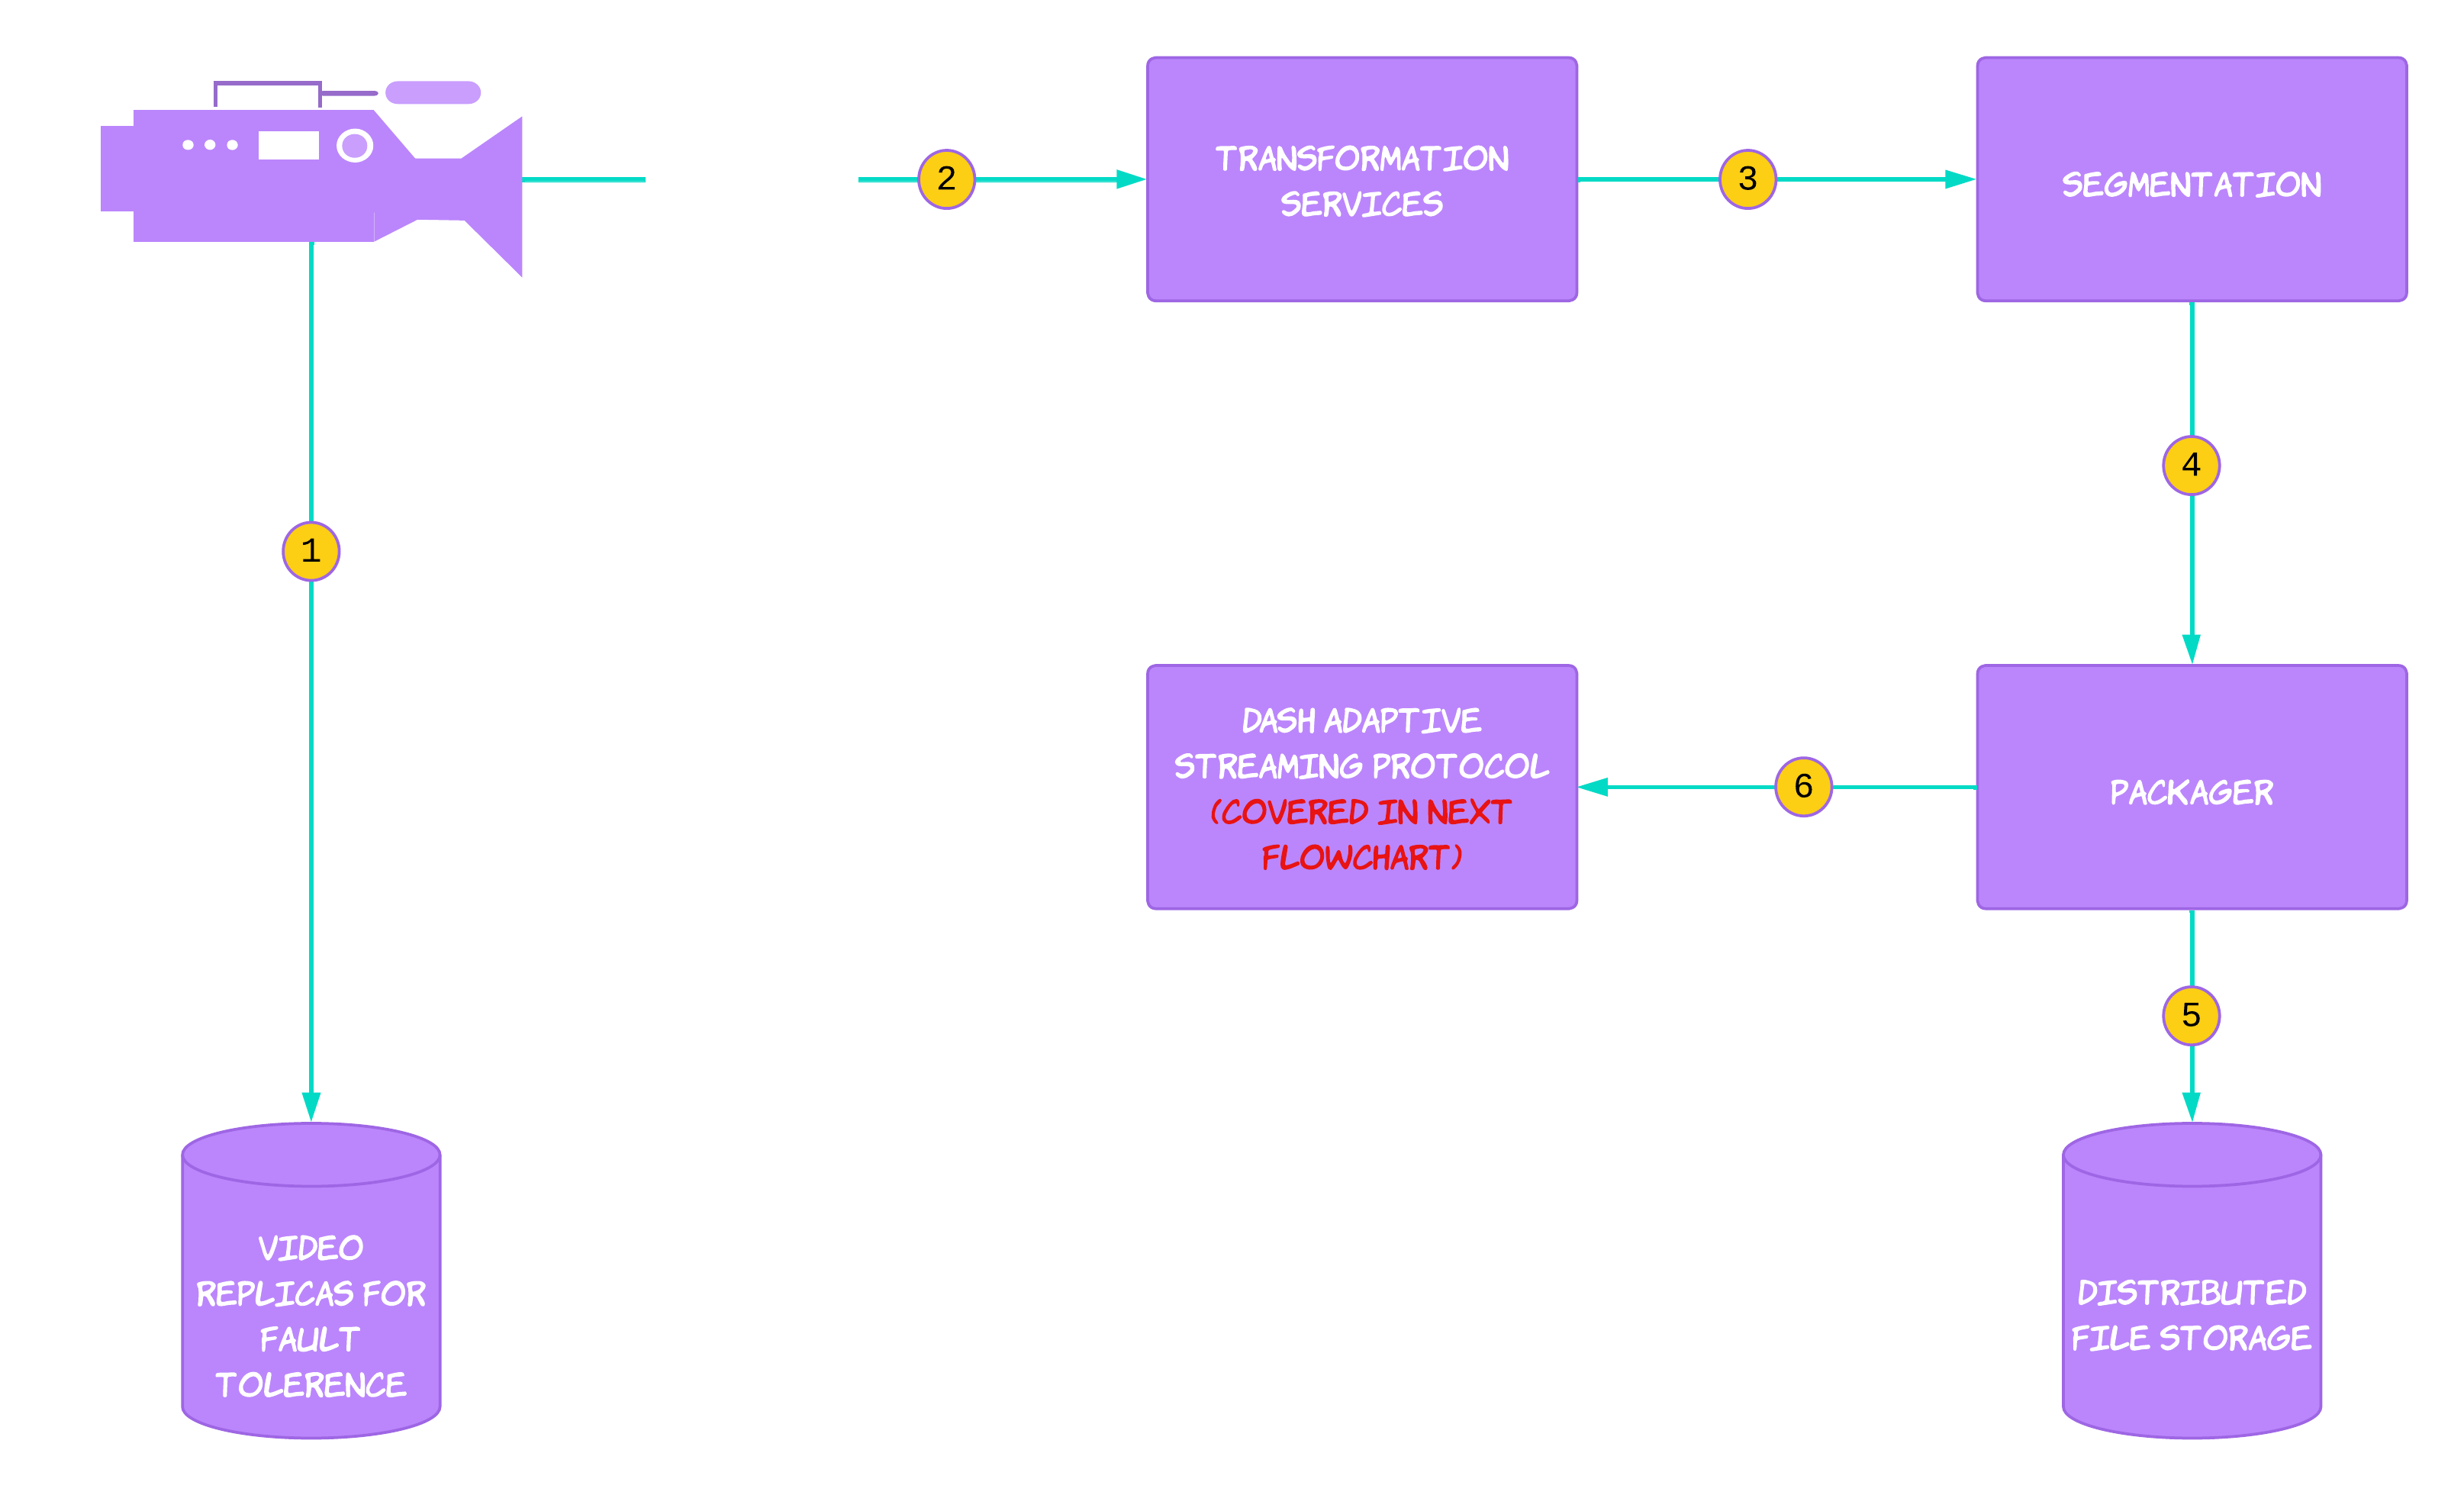 2
TRANSFORMATION
SERVICES
3
SEGMENTATION
4
1
DASH ADAPTIVE
STREAMING PROTOCOL
(COVERED IN NEXT
FLOWCHART)
6
PACKAGER
5
VIDEO
REPLICAS FOR
FAULT
TOLERENCE
DISTRIBUTED
FILE STORAGE